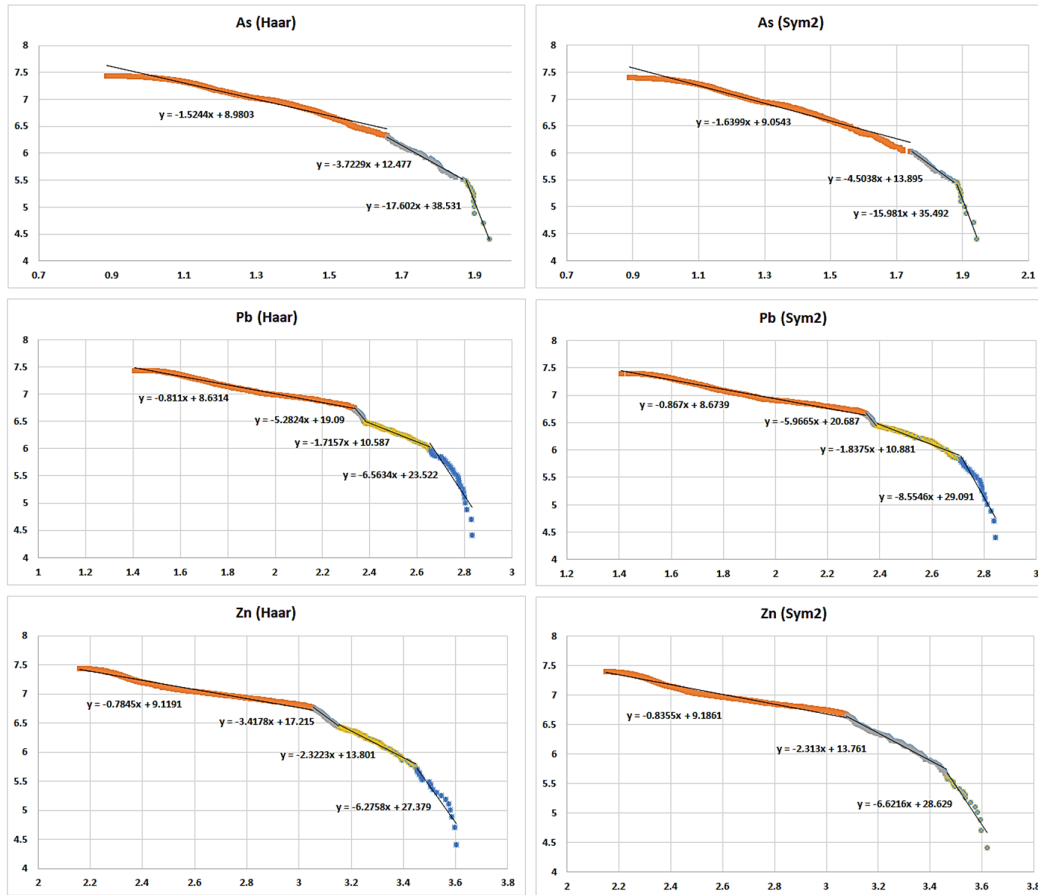 As (Haar)
8
7.5
7
6.5
6
5.5
5
4.5
4
y = -1.5244x + 8.9803
y = -3.7229x + 12.477
y = -17.602x + 38.531
0.7 0.9 1.1 1.3 1.5 1.7 1.9
As (Sym2)
8
7.5
7
6.5
6
5.5
5
4.5
4
y = -1.6399x + 9.0543
y = -4.5038x + 13.895
y = -15.981x + 35.492
0.7 0.9 1.1 1.3 1.5 1.7 1.9 2.1
Pb (Haar)
8
7.5
7
6.5
6
5.5
5
4.5
4
y = -0.811x + 8.6314
y = -5.2824x + 19.09
y = -1.7157x + 10.587
y = -6.5634x + 23.522
1 1.2 1.4 1.6 1.8 2 2.2 2.4 2.6 2.8 3
Pb (Sym2)
8
7.5
7
6.5
6
5.5
5
4.5
4
y = -0.867x + 8.6739
y = -5.9665x + 20.687
y = -1.8375x + 10.881
y = -8.5546x + 29.091
1.2 1.4 1.6 1.8 2 2.2 2.4 2.6 2.8 3
Zn (Haar)
8
7.5
7
6.5
6
5.5
5
4.5
4
y = -0.7845x + 9.1191
y = -3.4178x + 17.215
y = -2.3223x + 13.801
y = -6.2758x + 27.379
2 2.2 2.4 2.6 2.8 3 3.2 3.4 3.6 3.8
Zn (Sym2)
8
7.5
7
6.5
6
5.5
5
4.5
4
y = -0.8355x + 9.1861
y = -2.313x + 13.761
y = -6.6216x + 28.629
2 2.2 2.4 2.6 2.8 3 3.2 3.4 3.6 3.8